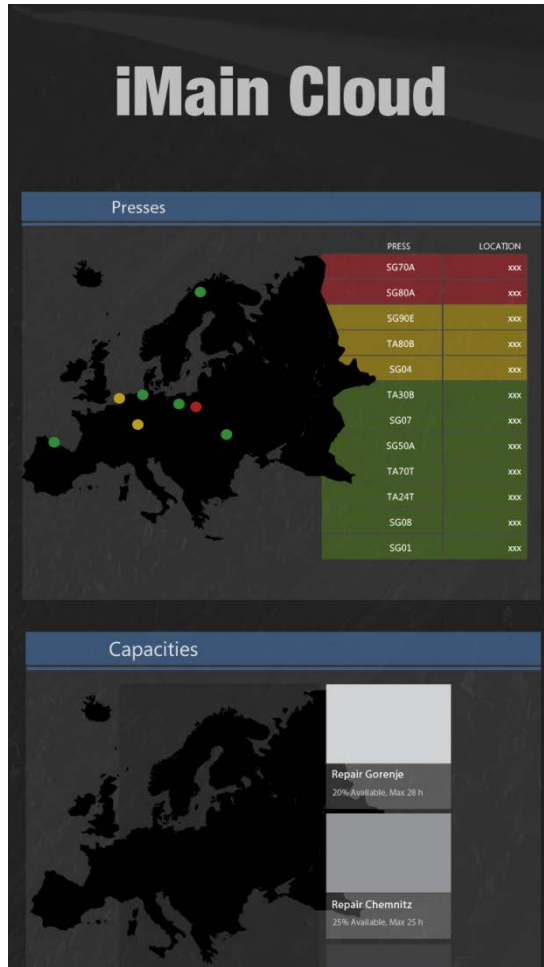 iMain Cloud
Presses
PRESS LOCATION
SG70A xxx
SG80A xxx
SG90E xxx
TA80B xxx
SG04 xxx
TA30B xxx
SG07 xxx
SG50A xxx
TA70T xxx
TA24T xxx
SG08 xxx
SG01 xxx
Capacities
Repair Gorenje
20% Available, Max 28 h
Repair Chemnitz
25% Available, Max 25 h